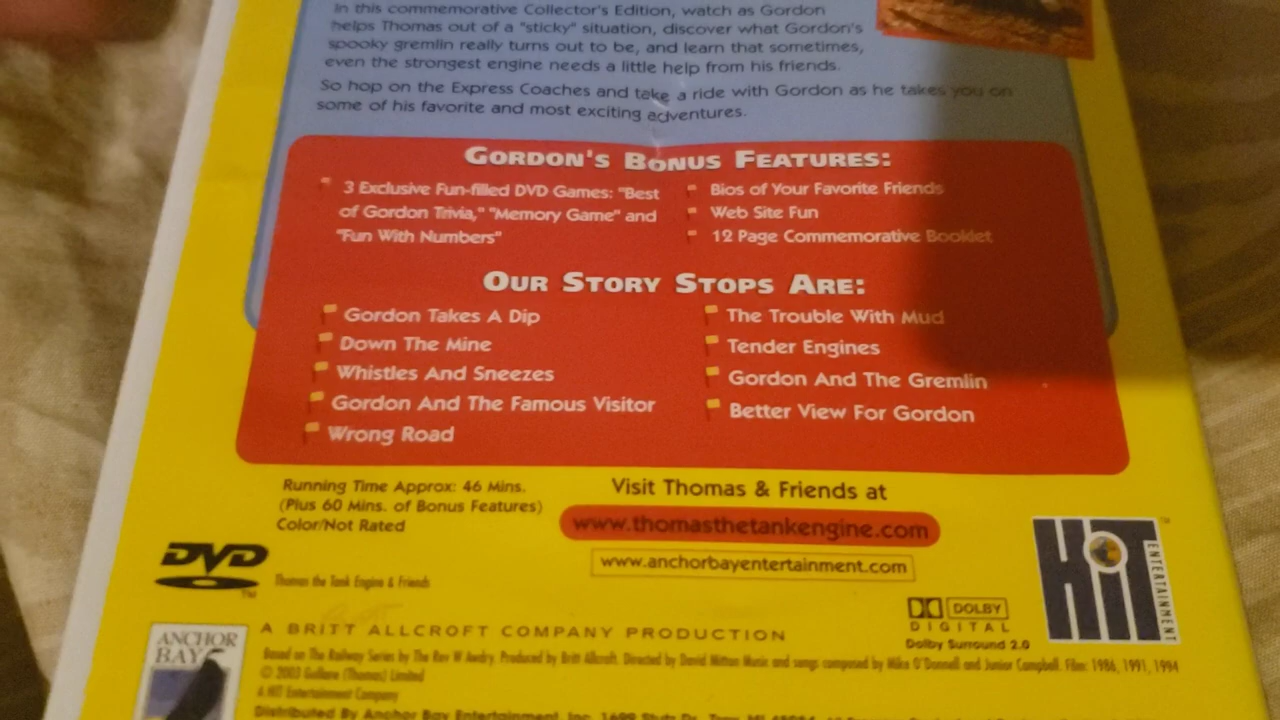 In this commemorative Collector's Edition, watch as Gordon
helps Thomas out of a "sticky" situation, discover what Gordon's
spooky gremlin really turns out to be, and learn that sometimes,
even the strongest engine needs a little help from his friends.
So hop on the Express Coaches and take a ride with Gordon as he takes you on
some of his favorite and most exciting adventures.
GORDON'S BONUS FEATURES:
3 Exclusive Fun-filled DVD Games: "Best
of Gordon Trivia," "Memory Game" and
"Fun With Numbers"
Bios of Your Favorite Friends
Web Site Fun
12 Page Commemorative Booklet
OUR STORY STOPS ARE:
Gordon Takes A Dip
Down The Mine
Whistles And Sneezes
Gordon And The Famous Visitor
Wrong Road
The Trouble With Mud
Tender Engines
Gordon And The Gremlin
Better View For Gordon
Running Time Approx: 46 Mins.
(Plus 60 Mins. of Bonus Features)
Color/Not Rated
Visit Thomas & Friends at
www.thomasthetankengine.com
www.anchorbayentertainment.com
DVD
TM
Thomas the Tank Engine & Friends
HiT
ENTERTAINMENT
TM
DOLBY
DIGITAL
Dolby Surround 2.0
ANCHOR
BAY
A BRITT ALLCROFT COMPANY PRODUCTION
Based on The Railway Series by The Rev W Awdry. Produced by Britt Allcroft. Directed by David Mitton Music and songs composed by Mike O'Donnell and Junior Campbell. Film: 1986, 1991, 1994
© 2003 Gullane (Thomas) Limited
A HIT Entertainment Company
Distributed By Anchor Bay Entertainment, Inc. 1699 Stutz Dr. Troy, MI 48084